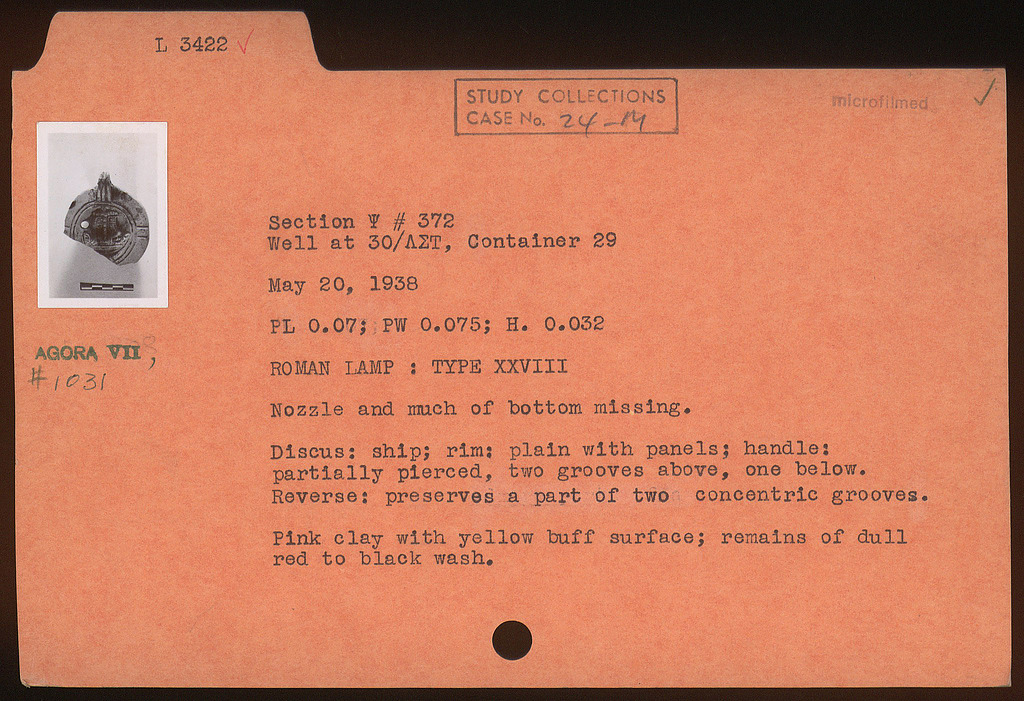 L 3422 ✓
STUDY COLLECTIONS
CASE No. 24-14
microfilmed ✓
Section Ψ # 372
Well at 30/ΛΣΤ, Container 29
May 20, 1938
PL 0.07; PW 0.075; H. 0.032
AGORA VII,
#1031
ROMAN LAMP : TYPE XXVIII
Nozzle and much of bottom missing.
Discus: ship; rim: plain with panels; handle:
partially pierced, two grooves above, one below.
Reverse: preserves a part of two concentric grooves.
Pink clay with yellow buff surface; remains of dull
red to black wash.